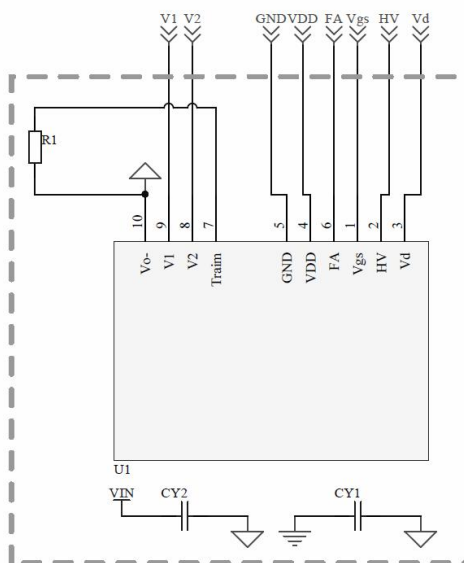 V1 V2 GND VDD FA Vgs HV Vd
R1
10 9 8 7 5 4 6 1 2 3
Vo- V1 V2 Traim GND VDD FA Vgs HV Vd
U1
VIN CY2 CY1